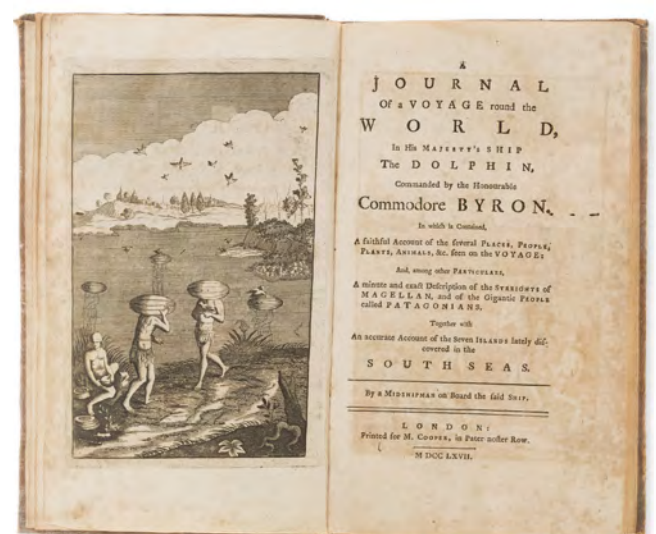 A
JOURNAL
Of a VOYAGE round the
WORLD,
In His MAJESTY's SHIP
The DOLPHIN,
Commanded by the Honourable
Commodore BYRON.
In which is Contained,
A faithful Account of the several PLACES, PEOPLE,
PLANTS, ANIMALS, &c. seen on the VOYAGE:
And, among other PARTICULARS,
A minute and exact Description of the STREIGHTS of
MAGELLAN, and of the Gigantic PEOPLE
called PATAGONIANS.
Together with
An accurate Account of the Seven ISLANDS lately dis-
covered in the
SOUTH SEAS.
By a MIDSHIPMAN on Board the said SHIP.
LONDON:
Printed for M. COOPER, in Pater noster Row.
M DCC LXVII.